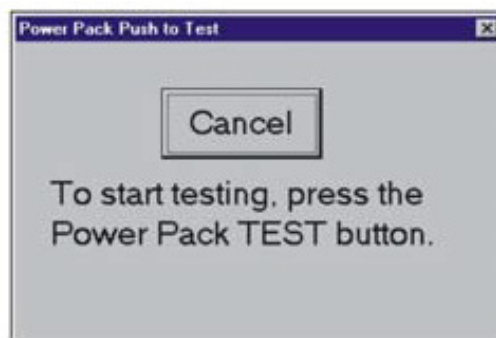 Power Pack Push to Test
Cancel
To start testing, press the
Power Pack TEST button.